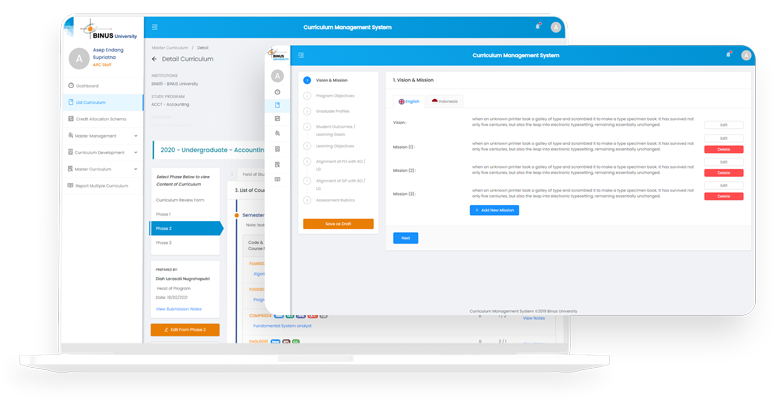 BINUS University
Curriculum Management System
A
Asep Endang
Supriatna
ARC Staff
Dashboard
List Curriculum
Credit Allocation Schema
Master Management
Curriculum Development
Master Curriculum
Report Multiple Curriculum
Master Curriculum / Detail
Detail Curriculum
INSTITUTIONS
BNS01 - BINUS University
STUDY PROGRAM
ACCT - Accounting
2020 - Undergraduate - Accounting
Select Phase Below to view
Content of Curriculum
Curriculum Review Form
Phase 1
Phase 2
Phase 3
PREPARED BY:
Diah Larasati Nugrahaputri
Head of Program
View Submission Notes
Edit From Phase 2
3. List of Cour
Semester
Code &
Course N
Fundamental System analyst
View Notes
BINUS
UNIVERSITY
Curriculum Management System
A
A
1
Vision & Mission
Program Objectives
Graduate Profiles
Student Outcomes /
Learning Goals
Learning Objectives
Alignment of PO with SO /
LG
Alignment of GP with SO /
LG
Assessment Rubrics
Save as Draft
1. Vision & Mission
English
Indonesia
Vision :
when an unknown printer took a galley of type and scrambled it to make a type specimen book. It has survived not
only five centuries, but also the leap into electronic typesetting, remaining essentially unchanged.
Edit
Mission (1) :
when an unknown printer took a galley of type and scrambled it to make a type specimen book. It has survived not
only five centuries, but also the leap into electronic typesetting, remaining essentially unchanged.
Edit
Delete
Mission (2) :
when an unknown printer took a galley of type and scrambled it to make a type specimen book. It has survived not
only five centuries, but also the leap into electronic typesetting, remaining essentially unchanged.
Edit
Delete
Mission (3) :
when an unknown printer took a galley of type and scrambled it to make a type specimen book. It has survived not
only five centuries, but also the leap into electronic typesetting, remaining essentially unchanged.
Edit
Delete
+ Add New Mission
Next
Curriculum Management System ©2019 Binus University